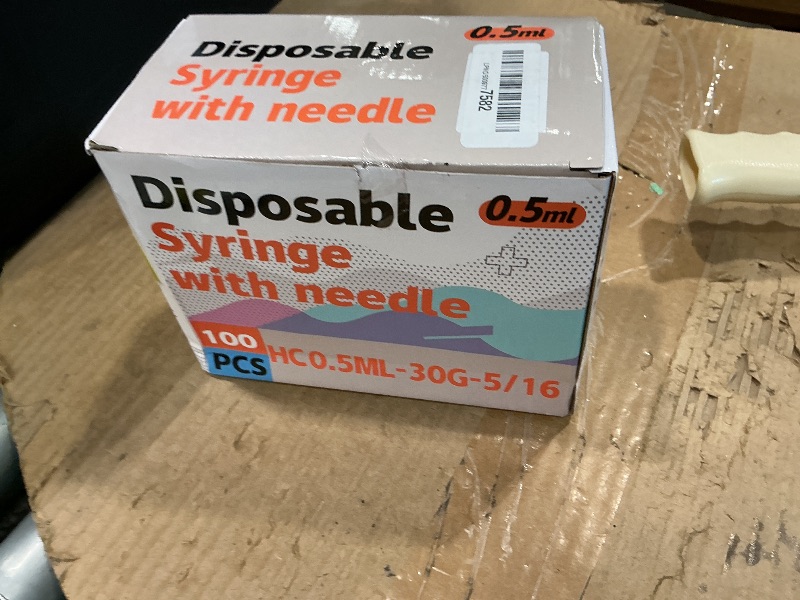 Disposable
0.5ml
Syringe
with needle
7582
Disposable
0.5ml
Syringe
with needle
100
PCS
HC0.5ML-30G-5/16